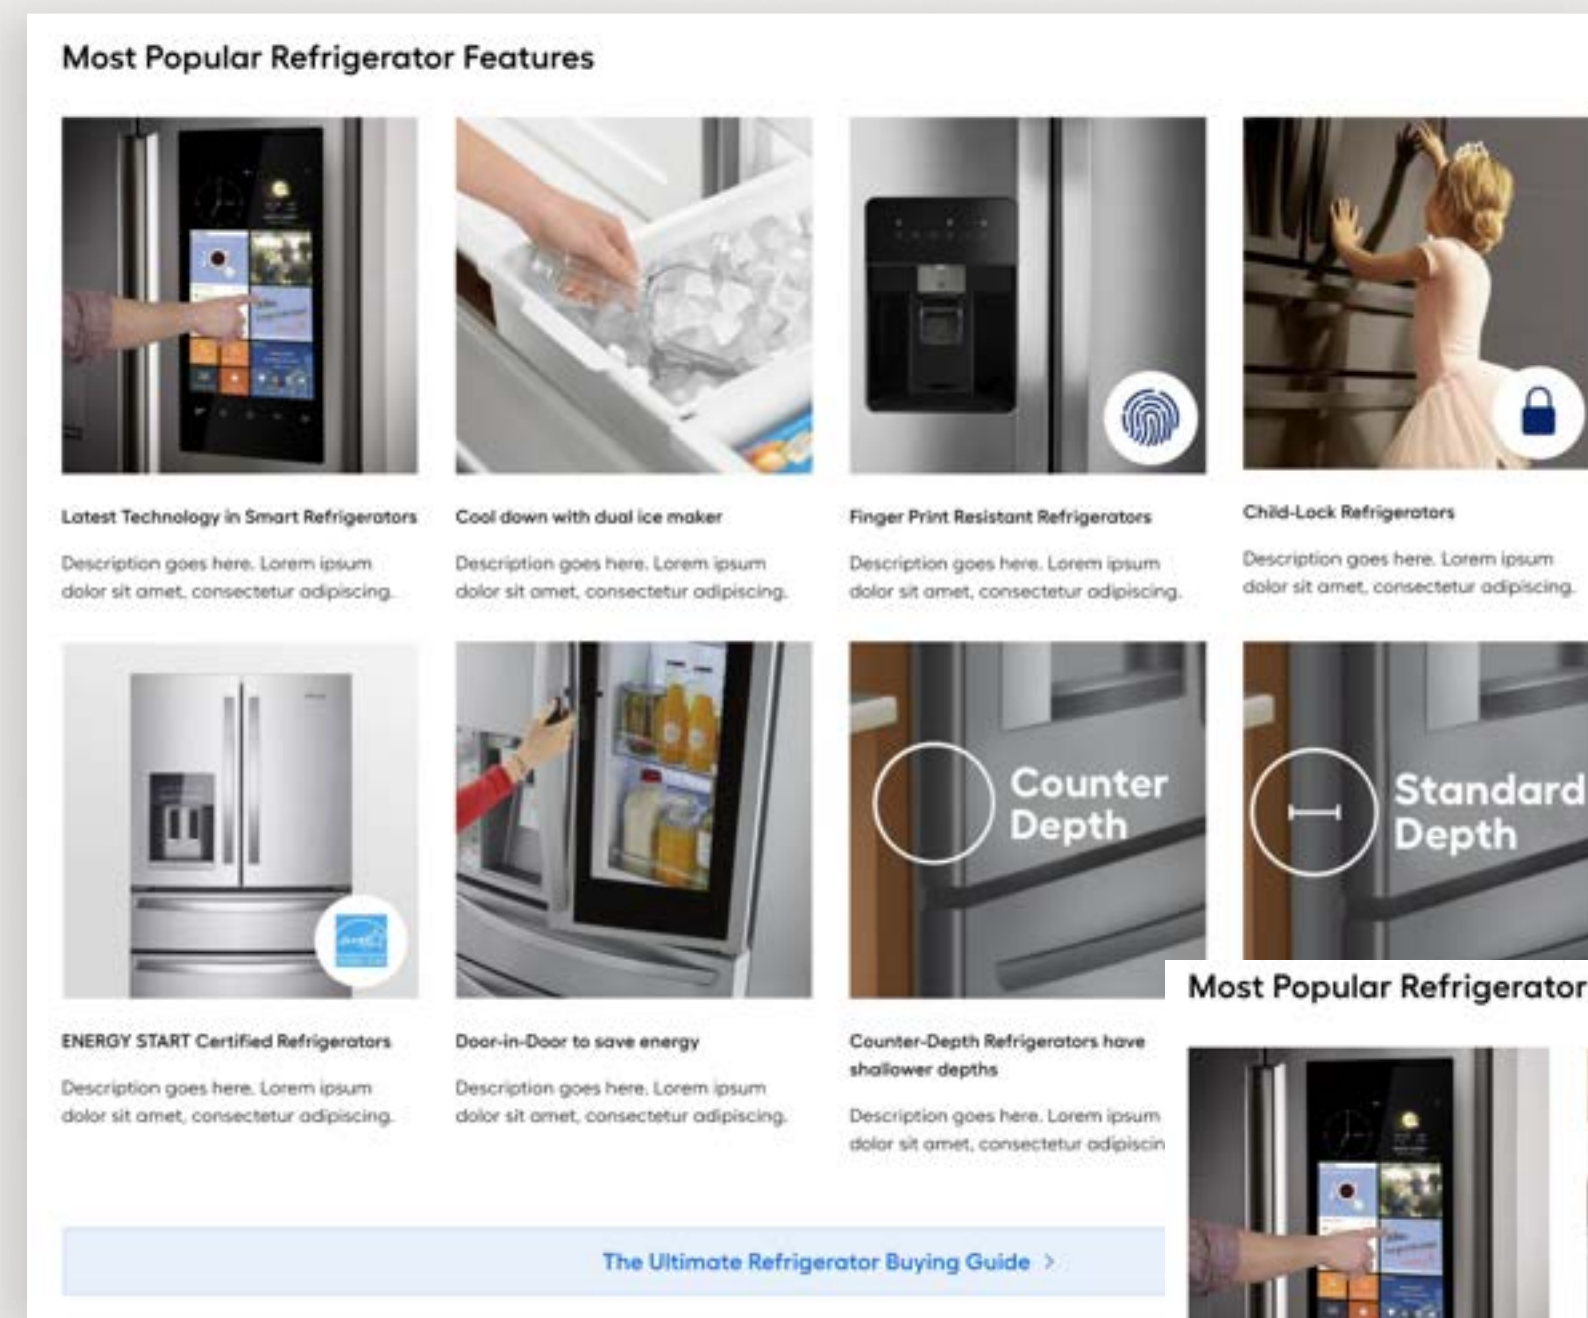 Most Popular Refrigerator Features
Latest Technology in Smart Refrigerators
Description goes here. Lorem ipsum
dolor sit amet, consectetur adipiscing.
Cool down with dual ice maker
Description goes here. Lorem ipsum
dolor sit amet, consectetur adipiscing.
Finger Print Resistant Refrigerators
Description goes here. Lorem ipsum
dolor sit amet, consectetur adipiscing.
Child-Lock Refrigerators
Description goes here. Lorem ipsum
dolor sit amet, consectetur adipiscing.
Counter
Depth
Standard
Depth
ENERGY START Certified Refrigerators
Description goes here. Lorem ipsum
dolor sit amet, consectetur adipiscing.
Door-in-Door to save energy
Description goes here. Lorem ipsum
dolor sit amet, consectetur adipiscing.
Counter-Depth Refrigerators have
shallower depths
Description goes here. Lorem ipsum
dolor sit amet, consectetur adipiscin
The Ultimate Refrigerator Buying Guide >
Most Popular Refrigerator